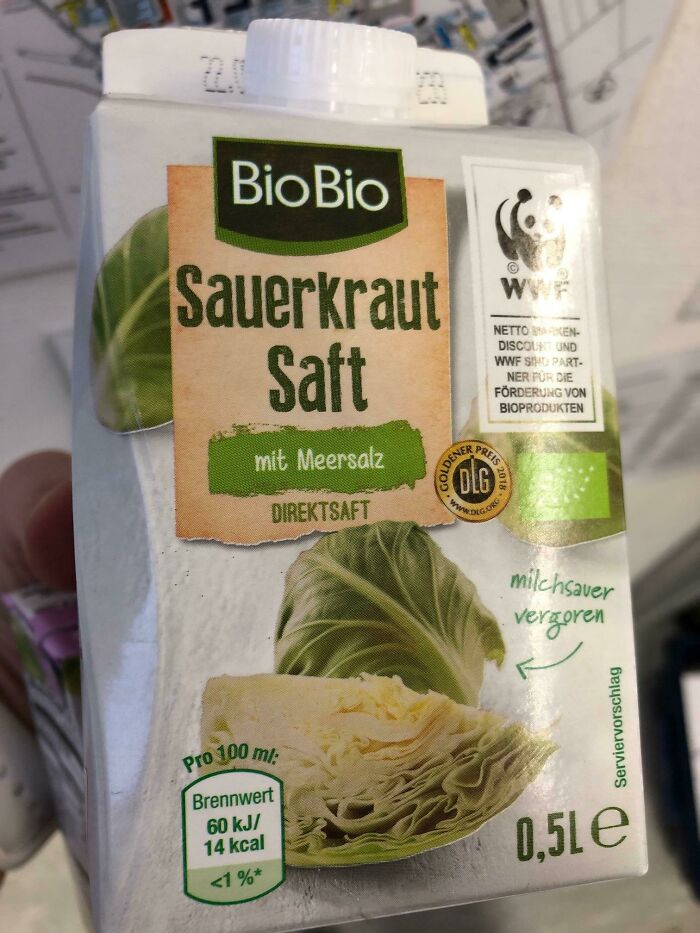 BioBio
Sauerkraut
Saft
mit Meersalz
DIREKTSAFT
©
®
WWF
NETTO MARKEN-
DISCOUNT UND
WWF SIND PART-
NER FÜR DIE
FÖRDERUNG VON
BIOPRODUKTEN
GOLDENER PREIS 2018
DLG
WWW.DLG.ORG
milchsauer
vergoren
Serviervorschlag
Pro 100 ml:
Brennwert
60 kJ/
14 kcal
<1 %*
0,5L e